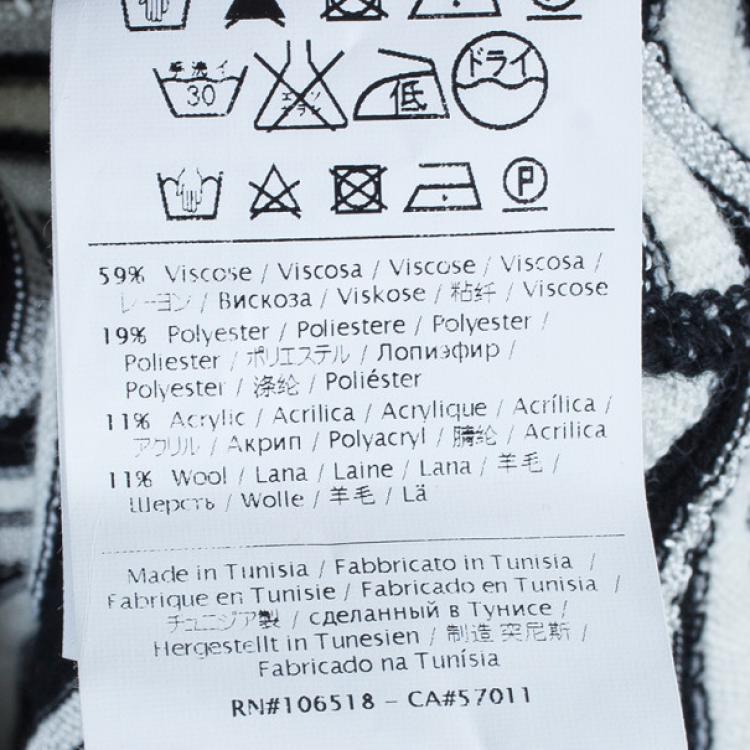 手洗イ
30
エンソ
サラシ
低
ドライ
P
59% Viscose / Viscosa / Viscose / Viscosa /
レーヨン / Вискоза / Viskose / 粘纤 / Viscose
19% Polyester / Poliestere / Polyester /
Poliester / ポリエステル / Лопиэфир /
Polyester / 涤纶 / Poliéster
11% Acrylic / Acrilica / Acrylique / Acrílica /
アクリル / Акрил / Polyacryl / 腈纶 / Acrilica
11% Wool / Lana / Laine / Lana / 羊毛 /
Шерсть / Wolle / 羊毛 / Lã
Made in Tunisia / Fabbricato in Tunisia /
Fabrique en Tunisie / Fabricado en Tunisia /
チュニジア製 / сделанный в Тунисе /
Hergestellt in Tunesien / 制造 突尼斯 /
Fabricado na Tunísia
RN#106518 – CA#57011